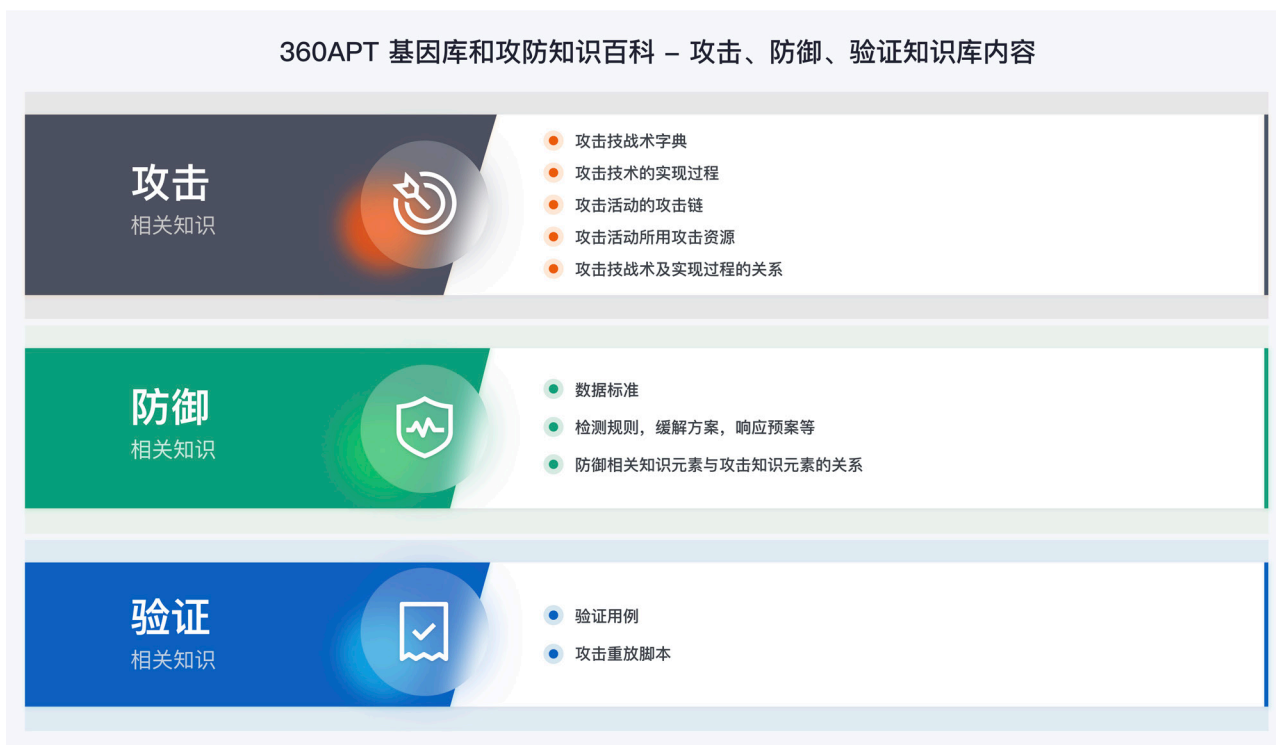 360APT 基因库和攻防知识百科 – 攻击、防御、验证知识库内容
攻击
相关知识
攻击技战术字典
攻击技术的实现过程
攻击活动的攻击链
攻击活动所用攻击资源
攻击技战术及实现过程的关系
防御
相关知识
数据标准
检测规则，缓解方案，响应预案等
防御相关知识元素与攻击知识元素的关系
验证
相关知识
验证用例
攻击重放脚本